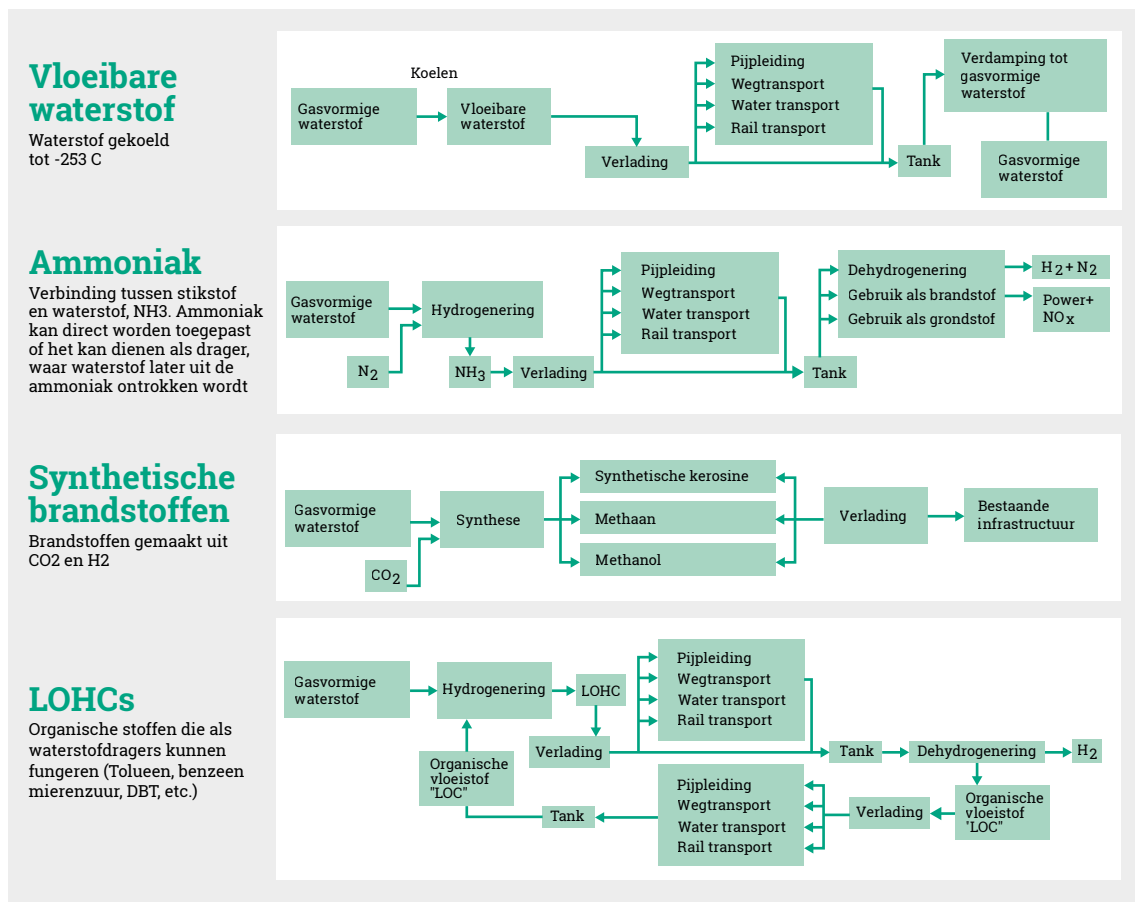 Vloeibare
waterstof
Waterstof gekoeld
tot -253 C
Gasvormige
waterstof
Koelen
Vloeibare
waterstof
Verlading
Pijpleiding
Wegtransport
Water transport
Rail transport
Tank
Verdamping tot
gasvormige
waterstof
Gasvormige
waterstof
Ammoniak
Verbinding tussen stikstof
en waterstof, NH3. Ammoniak
kan direct worden toegepast
of het kan dienen als drager,
waar waterstof later uit de
ammoniak ontrokken wordt
Gasvormige
waterstof
N2
Hydrogenering
NH3
Verlading
Pijpleiding
Wegtransport
Water transport
Rail transport
Tank
Dehydrogenering
Gebruik als brandstof
Gebruik als grondstof
H2+ N2
Power+
NOx
Synthetische
brandstoffen
Brandstoffen gemaakt uit
CO2 en H2
Gasvormige
waterstof
CO2
Synthese
Synthetische kerosine
Methaan
Methanol
Verlading
Bestaande
infrastructuur
LOHCs
Organische stoffen die als
waterstofdragers kunnen
fungeren (Tolueen, benzeen
mierenzuur, DBT, etc.)
Gasvormige
waterstof
Hydrogenering
LOHC
Verlading
Pijpleiding
Wegtransport
Water transport
Rail transport
Tank
Dehydrogenering
H2
Organische
vloeistof
"LOC"
Verlading
Pijpleiding
Wegtransport
Water transport
Rail transport
Tank
Organische
vloeistof
"LOC"